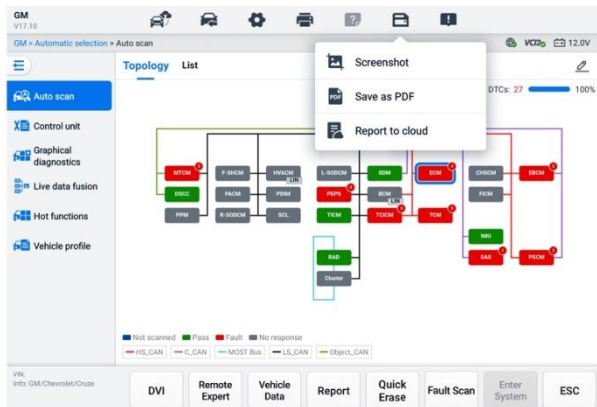 GM
V17.10
GM > Automatic selection > Auto scan
VCI
12.0V
Topology
List
Screenshot
Save as PDF
PDF
Report to cloud
DTCs: 27
100%
Auto scan
Control unit
Graphical
diagnostics
Live data fusion
Hot functions
Vehicle profile
MTCM
F-SHCM
HVACM
LIN
L-SODCM
SDM
ECM
CHSCM
EBCM
DSCC
PACM
PDIM
PEPS
BCM
LIN
FICM
PPM
R-SODCM
SCL
TICM
TCICM
TCM
IMU
RAD
SAS
PSCM
Cluster
Not scanned
Pass
Fault
No response
HS_CAN
C_CAN
MOST Bus
LS_CAN
Object_CAN
VIN:
Info: GM/Chevrolet/Cruze
DVI
Remote
Expert
Vehicle
Data
Report
Quick
Erase
Fault Scan
Enter
System
ESC